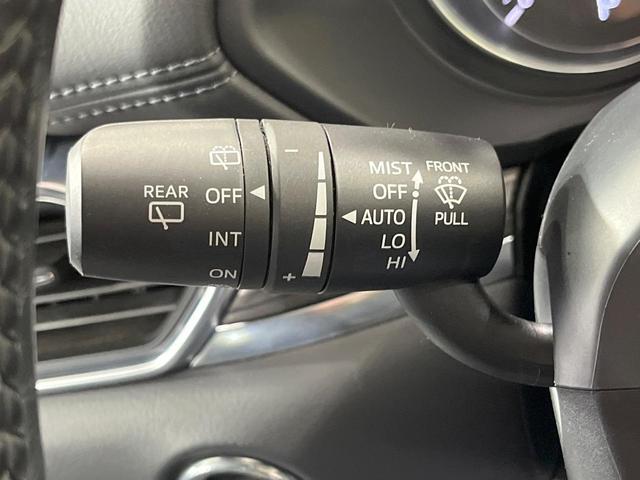 REAR
OFF
INT
ON
−
+
MIST
OFF
AUTO
LO
HI
FRONT
PULL